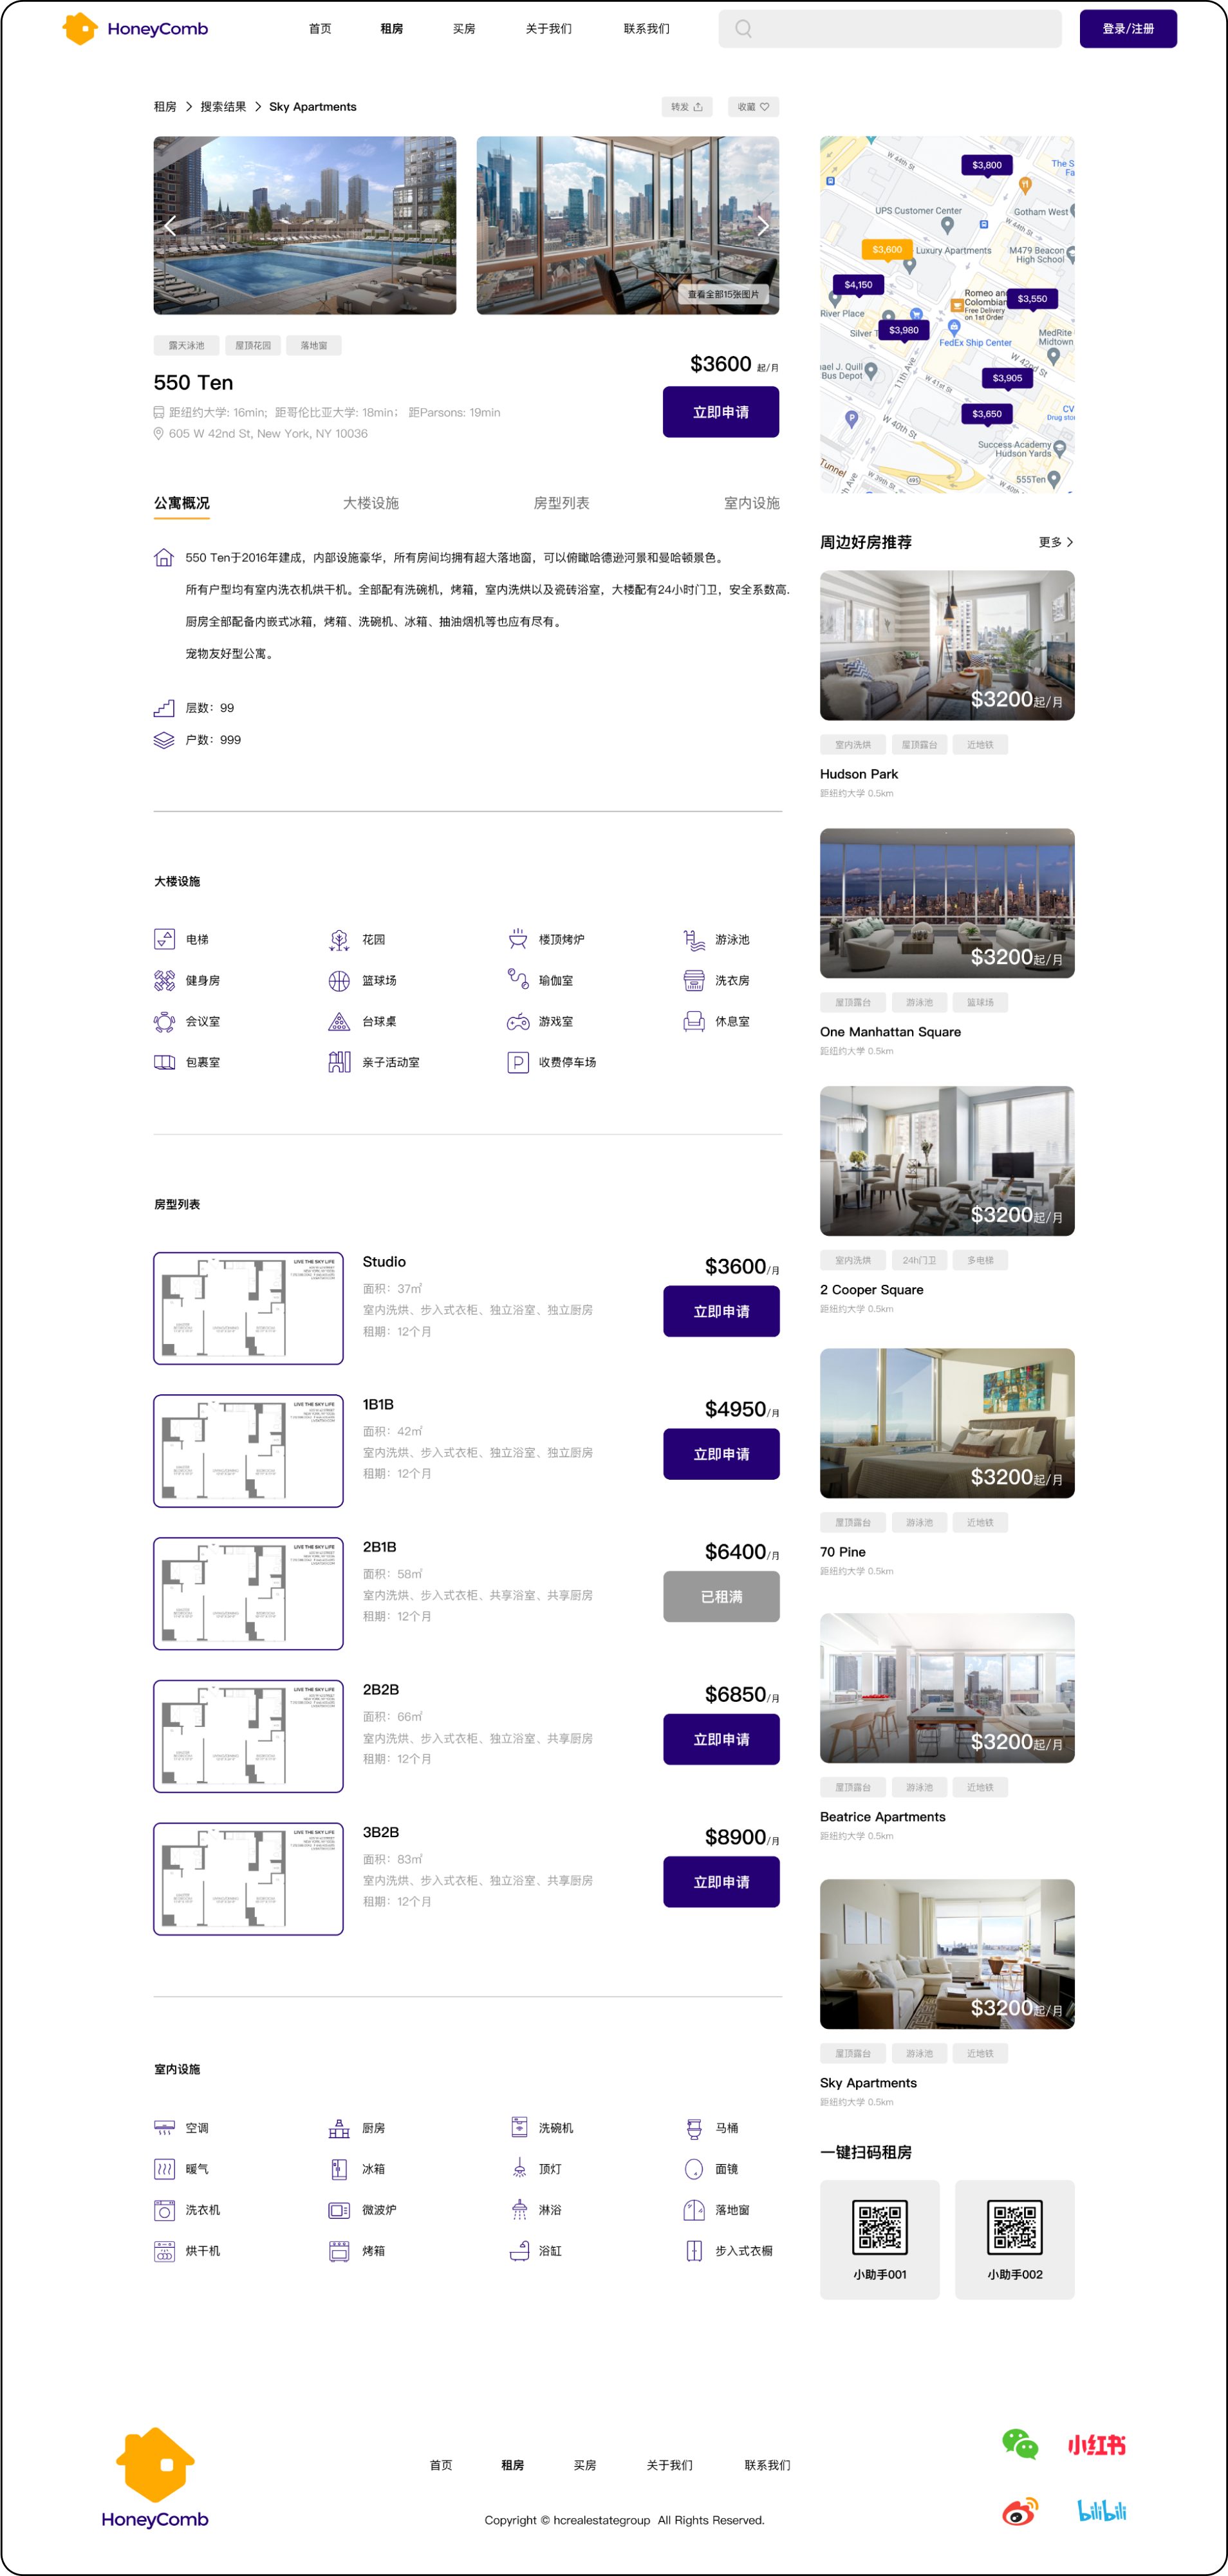 HoneyComb
首页
租房
买房
关于我们
联系我们
登录/注册
租房 > 搜索结果 > Sky Apartments
转发
收藏
查看全部15张图片
露天泳池
屋顶花园
落地窗
550 Ten
距纽约大学: 16min; 距哥伦比亚大学: 18min; 距Parsons: 19min
605 W 42nd St, New York, NY 10036
$3600 起/月
立即申请
W 44th St
$3,800
The S
Fa
UPS Customer Center
Gotham West
W 44th St
$3,600
Luxury Apartments
M479 Beacon
High School
$4,150
Romeo and
Colombian
Free Delivery
on 1st Order
$3,550
River Place
Silver T
$3,980
FedEx Ship Center
MedRite
Midtown
ael J. Quill
Bus Depot
11th Ave
W 41st St
W 42nd St
$3,905
$3,650
CV
Drug sto
W 40th St
Success Academy
Hudson Yards
Tunnel
W 39th St
495
555Ten
公寓概况
大楼设施
房型列表
室内设施
550 Ten于2016年建成，内部设施豪华，所有房间均拥有超大落地窗，可以俯瞰哈德逊河景和曼哈顿景色。
所有户型均有室内洗衣机烘干机。全部配有洗碗机，烤箱，室内洗烘以及瓷砖浴室，大楼配有24小时门卫，安全系数高.
厨房全部配备内嵌式冰箱，烤箱、洗碗机、冰箱、抽油烟机等也应有尽有。
宠物友好型公寓。
层数：99
户数：999
大楼设施
电梯
花园
楼顶烤炉
游泳池
健身房
篮球场
瑜伽室
洗衣房
会议室
台球桌
游戏室
休息室
包裹室
亲子活动室
收费停车场
房型列表
LIVE THE SKY LIFE
Studio
面积：37㎡
室内洗烘、步入式衣柜、独立浴室、独立厨房
租期：12个月
$3600/月
立即申请
LIVE THE SKY LIFE
1B1B
面积：42㎡
室内洗烘、步入式衣柜、独立浴室、独立厨房
租期：12个月
$4950/月
立即申请
LIVE THE SKY LIFE
2B1B
面积：58㎡
室内洗烘、步入式衣柜、共享浴室、共享厨房
租期：12个月
$6400/月
已租满
LIVE THE SKY LIFE
2B2B
面积：66㎡
室内洗烘、步入式衣柜、独立浴室、共享厨房
租期：12个月
$6850/月
立即申请
LIVE THE SKY LIFE
3B2B
面积：83㎡
室内洗烘、步入式衣柜、独立浴室、共享厨房
租期：12个月
$8900/月
立即申请
室内设施
空调
厨房
洗碗机
马桶
暖气
冰箱
顶灯
面镜
洗衣机
微波炉
淋浴
落地窗
烘干机
烤箱
浴缸
步入式衣橱
周边好房推荐
更多 >
$3200起/月
室内洗烘
屋顶露台
近地铁
Hudson Park
距纽约大学 0.5km
$3200起/月
屋顶露台
游泳池
篮球场
One Manhattan Square
距纽约大学 0.5km
$3200起/月
室内洗烘
24h门卫
多电梯
2 Cooper Square
距纽约大学 0.5km
$3200起/月
屋顶露台
游泳池
近地铁
70 Pine
距纽约大学 0.5km
$3200起/月
屋顶露台
游泳池
近地铁
Beatrice Apartments
距纽约大学 0.5km
$3200起/月
屋顶露台
游泳池
近地铁
Sky Apartments
距纽约大学 0.5km
一键扫码租房
小助手001
小助手002
HoneyComb
首页
租房
买房
关于我们
联系我们
Copyright © hcrealestategroup All Rights Reserved.
小红书
bilibili